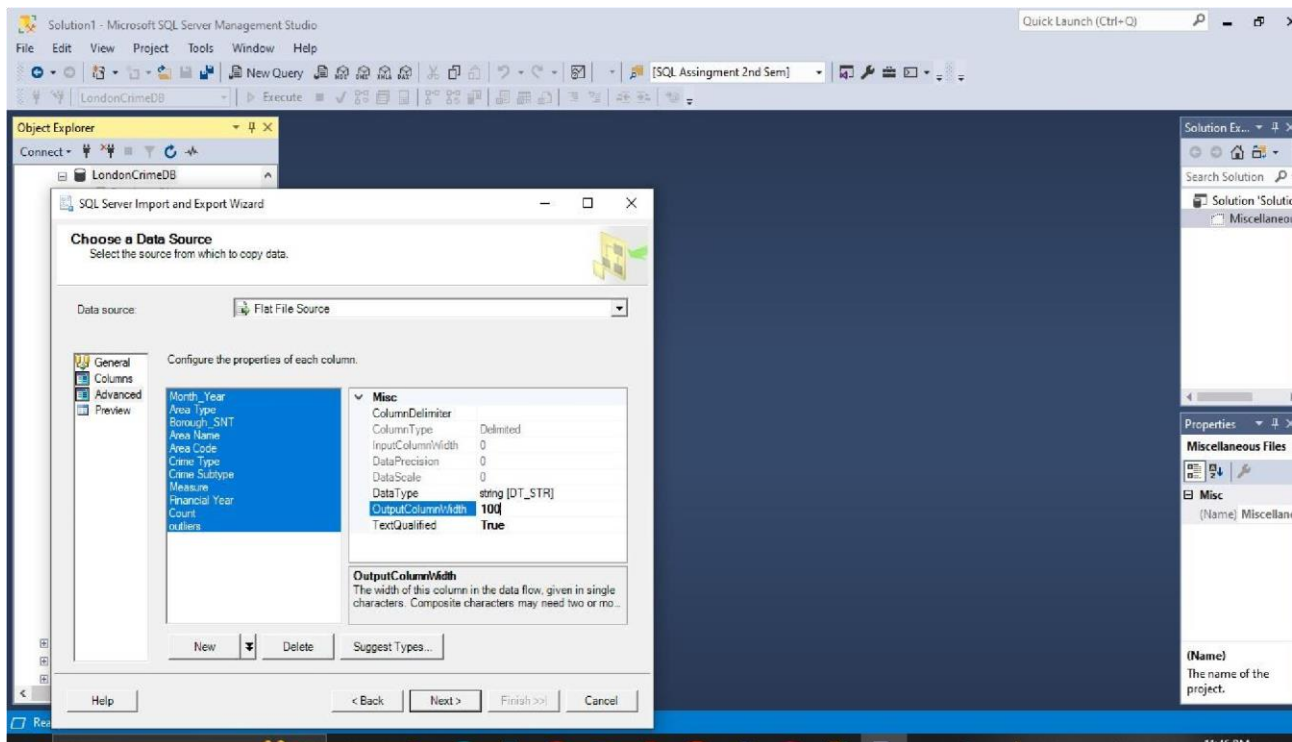 Solution1 - Microsoft SQL Server Management Studio
Quick Launch (Ctrl+Q)
File Edit View Project Tools Window Help
New Query
[SQL Assingment 2nd Sem]
LondonCrimeDB
Execute
Object Explorer
Connect
LondonCrimeDB
SQL Server Import and Export Wizard
Choose a Data Source
Select the source from which to copy data.
Data source:
Flat File Source
General
Columns
Advanced
Preview
Configure the properties of each column.
Month_Year
Area Type
Borough_SNT
Area Name
Area Code
Crime Type
Crime Subtype
Measure
Financial Year
Count
outliers
Misc
ColumnDelimiter
ColumnType Delimited
InputColumnWidth 0
DataPrecision 0
DataScale 0
DataType string [DT_STR]
OutputColumnWidth 100
TextQualified True
OutputColumnWidth
The width of this column in the data flow, given in single
characters. Composite characters may need two or mo...
New
Delete
Suggest Types...
Help
< Back
Next >
Finish >>|
Cancel
Solution Ex...
Search Solution
Solution 'Solutio
Miscellaneou
Properties
Miscellaneous Files
Misc
(Name) Miscellane
(Name)
The name of the
project.
Rea